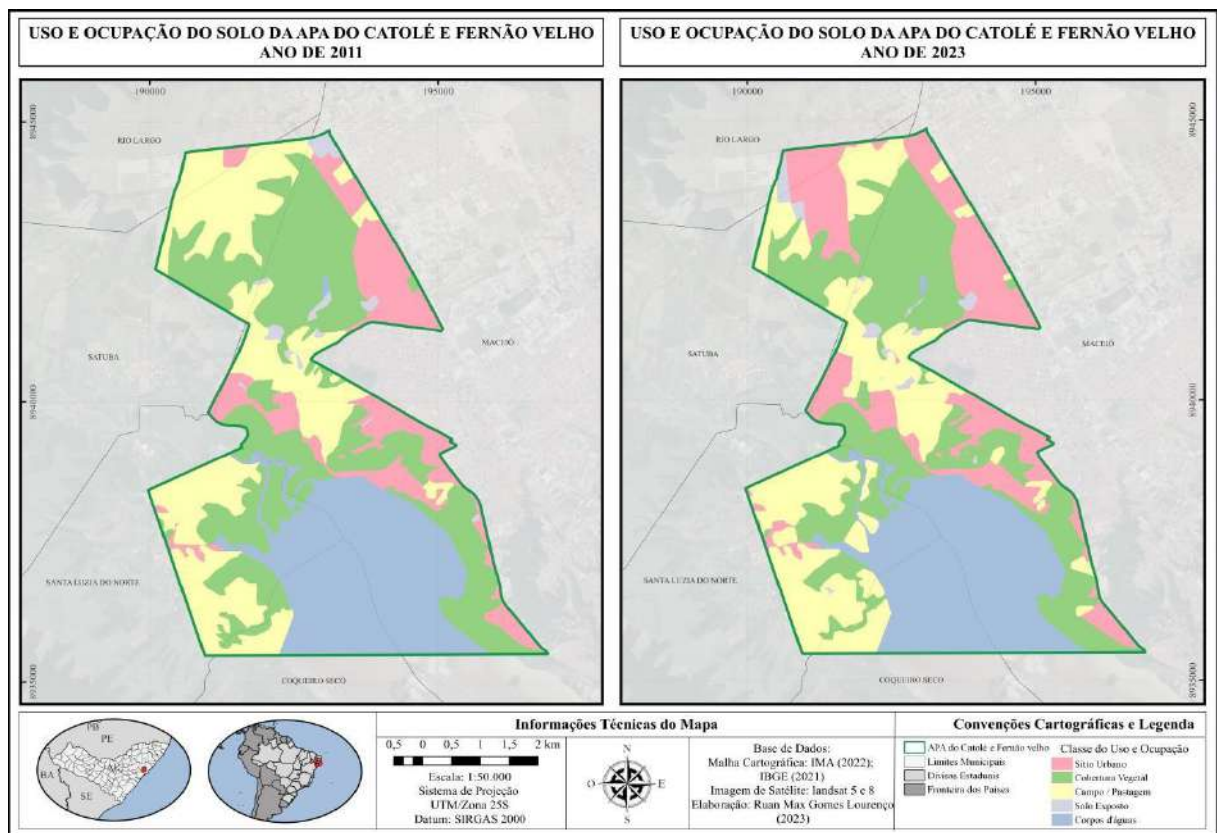 USO E OCUPAÇÃO DO SOLO DA APA DO CATOLÉ E FERNÃO VELHO
ANO DE 2011
190000
195000
8945000
8940000
8935000
RIO LARGO
SATUBA
MACEIÓ
SANTA LUZIA DO NORTE
COQUEIRO SECO
USO E OCUPAÇÃO DO SOLO DA APA DO CATOLÉ E FERNÃO VELHO
ANO DE 2023
190000
195000
8945000
8940000
8935000
RIO LARGO
SATUBA
MACEIÓ
SANTA LUZIA DO NORTE
COQUEIRO SECO
PB
PE
AL
BA
SE
Informações Técnicas do Mapa
0,5 0 0,5 1 1,5 2 km
Escala: 1:50.000
Sistema de Projeção
UTM/Zona 25S
Datum: SIRGAS 2000
N
O E
S
Base de Dados:
Malha Cartográfica: IMA (2022);
IBGE (2021)
Imagem de Satélite: landsat 5 e 8
Elaboração: Ruan Max Gomes Lourenço
(2023)
Convenções Cartográficas e Legenda
APA do Catolé e Fernão velho
Limites Municipais
Divisas Estaduais
Fronteira dos Países
Classe do Uso e Ocupação
Sítio Urbano
Cobertura Vegetal
Campo / Pastagem
Solo Exposto
Corpos d'águas